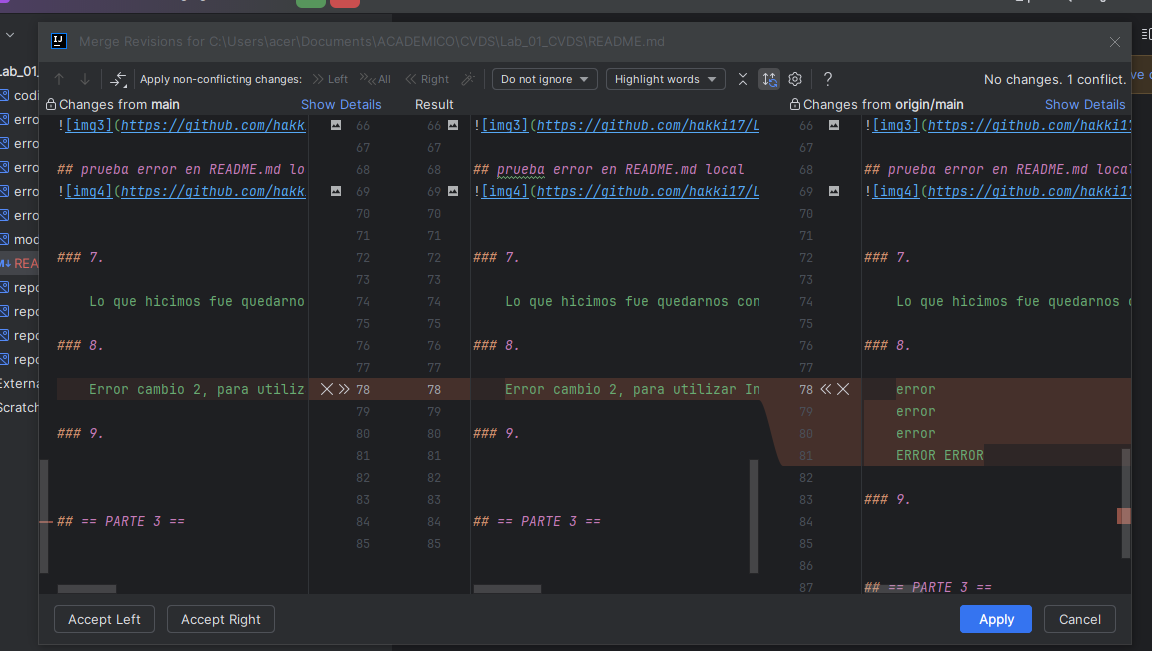 Merge Revisions for C:\Users\acer\Documents\ACADEMICO\CVDS\Lab_01_CVDS\README.md
Apply non-conflicting changes: Left All Right Do not ignore Highlight words ? No changes. 1 conflict.
Changes from main Show Details Result Changes from origin/main Show Details
![img3](https://github.com/hakk 66 66 ![img3](https://github.com/hakki17/L 66 ![img3](https://github.com/hakki17
67 67 67
## prueba error en README.md lo 68 68 ## prueba error en README.md local 68 ## prueba error en README.md local
![img4](https://github.com/hakk 69 69 ![img4](https://github.com/hakki17/L 69 ![img4](https://github.com/hakki17
70 70 70
71 71 71
### 7. 72 72 ### 7. 72 ### 7.
73 73 73
Lo que hicimos fue quedarno 74 74 Lo que hicimos fue quedarnos con 74 Lo que hicimos fue quedarnos
75 75 75
### 8. 76 76 ### 8. 76 ### 8.
77 77 77
Error cambio 2, para utiliz 78 78 Error cambio 2, para utilizar In 78 error
79 79 79 error
### 9. 80 80 ### 9. 80 error
81 81 81 ERROR ERROR
82 82 82
83 83 83 ### 9.
## == PARTE 3 == 84 84 ## == PARTE 3 == 84
85 85 85
86
87 ## == PARTE 3 ==
Accept Left Accept Right Apply Cancel
Lab_01
codi
erro
erro
erro
erro
erro
mod
REA
repo
repo
repo
repo
Externa
Scratch
ve